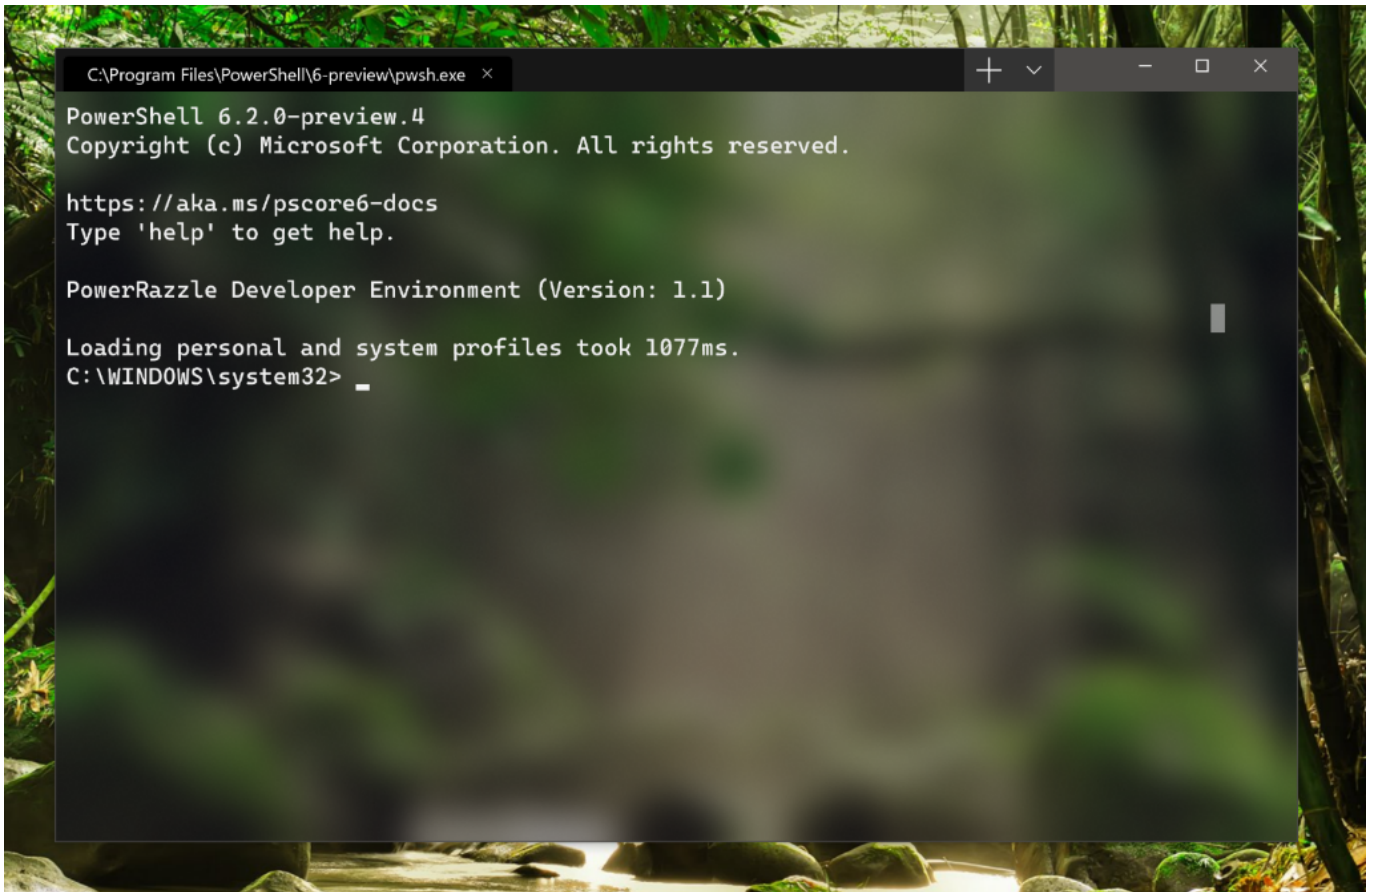 C:\Program Files\PowerShell\6-preview\pwsh.exe
PowerShell 6.2.0-preview.4
Copyright (c) Microsoft Corporation. All rights reserved.
https://aka.ms/pscore6-docs
Type 'help' to get help.
PowerRazzle Developer Environment (Version: 1.1)
Loading personal and system profiles took 1077ms.
C:\WINDOWS\system32> _